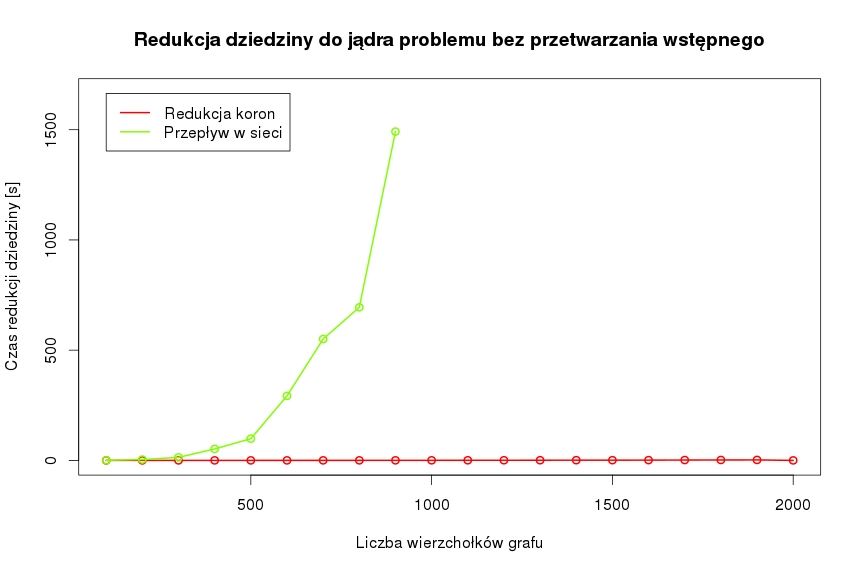 Redukcja dziedziny do jądra problemu bez przetwarzania wstępnego
Redukcja koron
Przepływ w sieci
Czas redukcji dziedziny [s]
1500
1000
500
0
500
1000
1500
2000
Liczba wierzchołków grafu